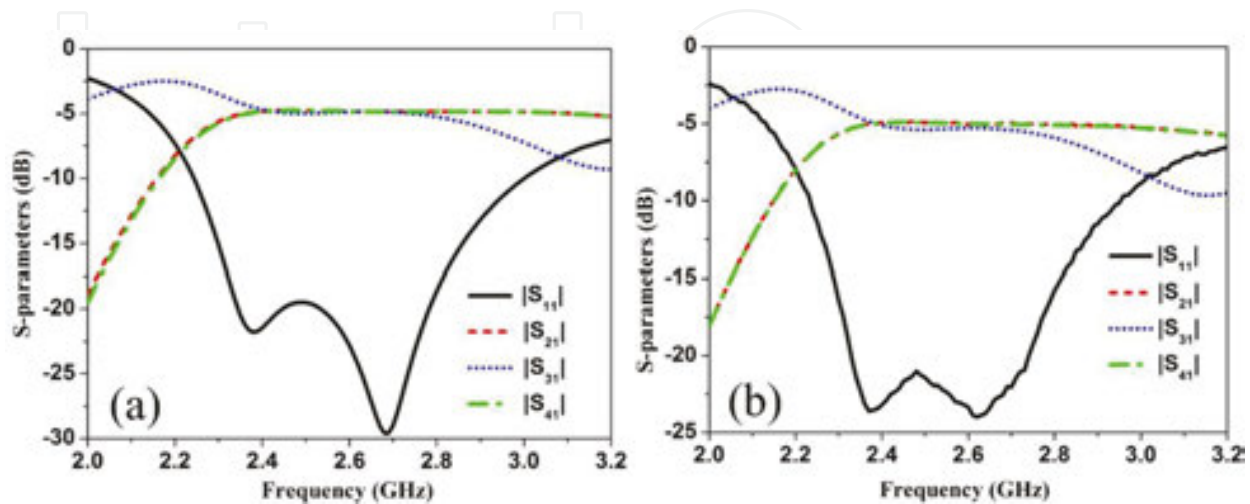 0
-5
-10
-15
-20
-25
-30
S-parameters (dB)
|S11|
|S21|
|S31|
|S41|
(a)
2.0 2.2 2.4 2.6 2.8 3.0 3.2
Frequency (GHz)
0
-5
-10
-15
-20
-25
S-parameters (dB)
|S11|
|S21|
|S31|
|S41|
(b)
2.0 2.2 2.4 2.6 2.8 3.0 3.2
Frequency (GHz)